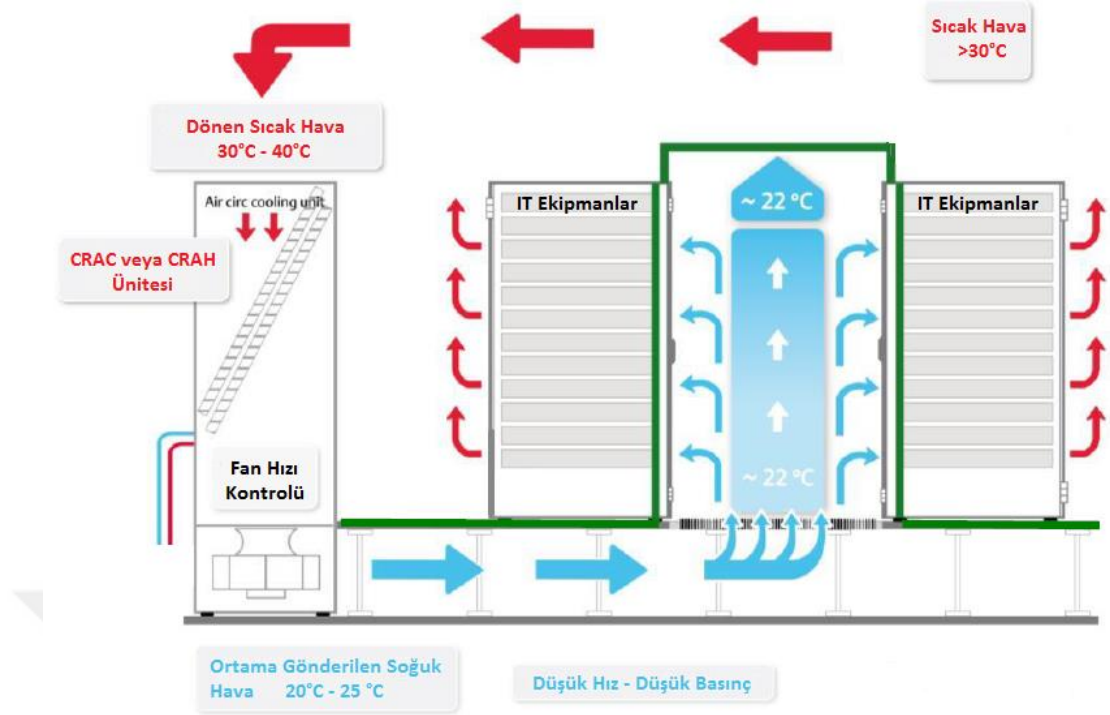 Sıcak Hava
>30°C
Dönen Sıcak Hava
30°C - 40°C
Air circ cooling unit
CRAC veya CRAH
Ünitesi
Fan Hızı
Kontrolü
IT Ekipmanlar
~ 22 °C
~ 22 °C
IT Ekipmanlar
Ortama Gönderilen Soğuk
Hava 20°C - 25 °C
Düşük Hız - Düşük Basınç